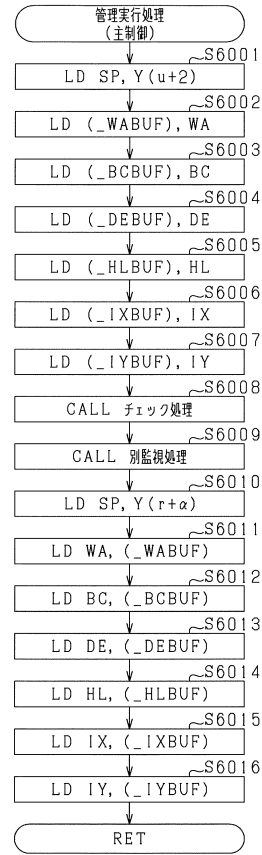 管理実行処理
(主制御)
S6001
LD SP, Y(u+2)
S6002
LD (_WABUF), WA
S6003
LD (_BCBUF), BC
S6004
LD (_DEBUF), DE
S6005
LD (_HLBUF), HL
S6006
LD (_IXBUF), IX
S6007
LD (_IYBUF), IY
S6008
CALL チェック処理
S6009
CALL 別監視処理
S6010
LD SP, Y(r+α)
S6011
LD WA, (_WABUF)
S6012
LD BC, (_BCBUF)
S6013
LD DE, (_DEBUF)
S6014
LD HL, (_HLBUF)
S6015
LD IX, (_IXBUF)
S6016
LD IY, (_IYBUF)
RET